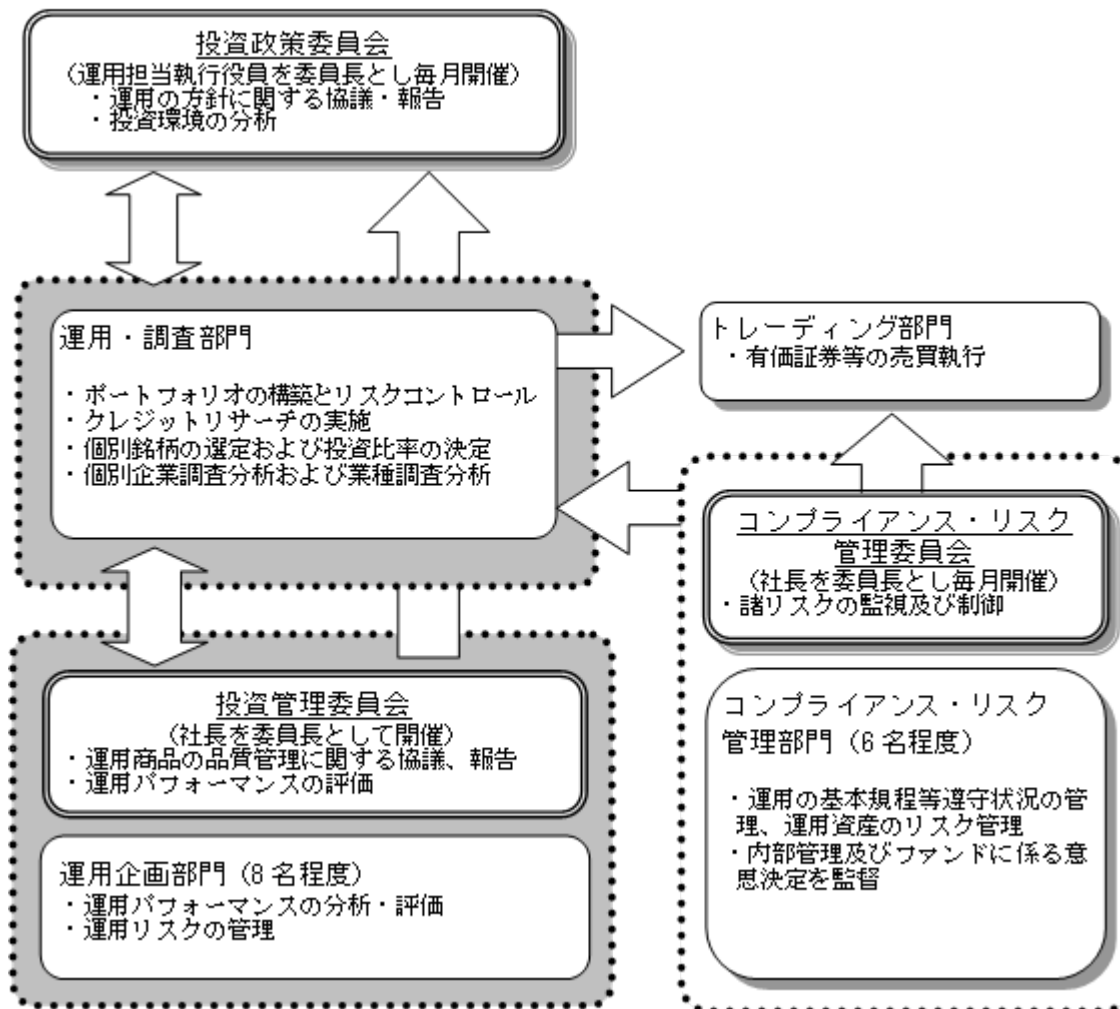 投資政策委員会
（運用担当執行役員を委員長とし毎月開催）
・運用の方針に関する協議・報告
・投資環境の分析
運用・調査部門
・ポートフォリオの構築とリスクコントロール
・クレジットリサーチの実施
・個別銘柄の選定および投資比率の決定
・個別企業調査分析および業種調査分析
トレーディング部門
・有価証券等の売買執行
コンプライアンス・リスク
管理委員会
（社長を委員長とし毎月開催）
・諸リスクの監視及び制御
投資管理委員会
（社長を委員長として開催）
・運用商品の品質管理に関する協議、報告
・運用パフォーマンスの評価
運用企画部門（8名程度）
・運用パフォーマンスの分析・評価
・運用リスクの管理
コンプライアンス・リスク
管理部門（6名程度）
・運用の基本規程等遵守状況の管
理、運用資産のリスク管理
・内部管理及びファンドに係る意
思決定を監督